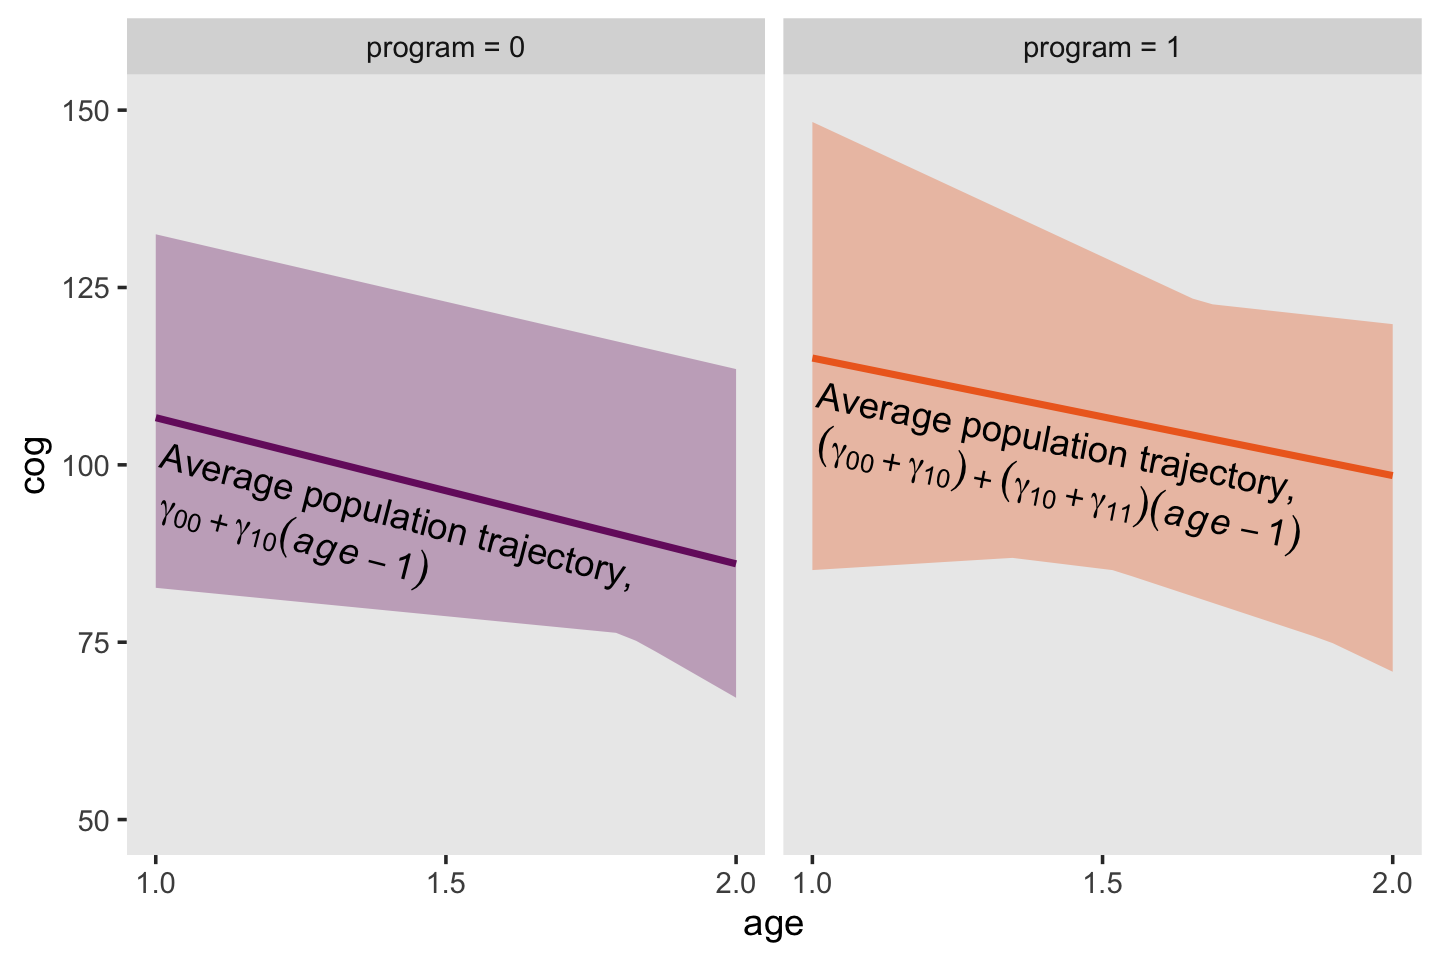 program = 0
program = 1
150
125
100
75
50
cog
Average population trajectory,
γ₀₀ + γ₁₀(age − 1)
Average population trajectory,
(γ₀₀ + γ₁₀) + (γ₁₀ + γ₁₁)(age − 1)
1.0 1.5 2.0
1.0 1.5 2.0
age